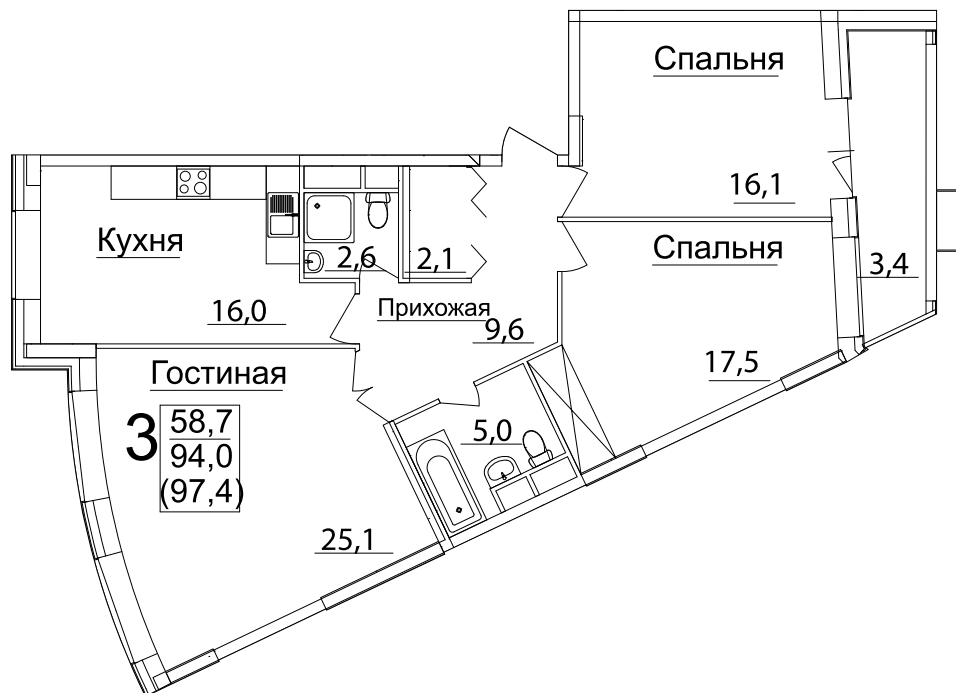 Спальня
16,1
Кухня
16,0
2,6
2,1
Спальня
3,4
Прихожая
9,6
17,5
Гостиная
3
58,7
94,0
(97,4)
5,0
25,1